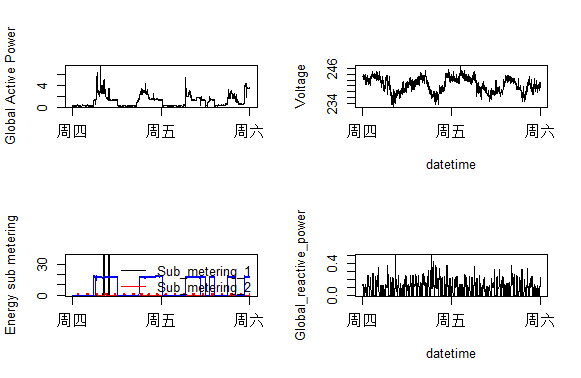 Global Active Power
4
0
周四 周五 周六
Voltage
246
234
周四 周五 周六
datetime
Energy sub metering
30
0
Sub_metering_1
Sub_metering_2
周四 周五 周六
Global_reactive_power
0.4
0.0
周四 周五 周六
datetime